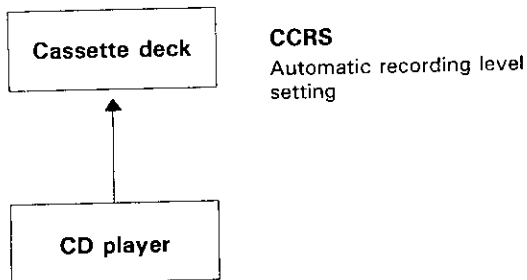 Cassette deck
CCRS
Automatic recording level
setting
CD player